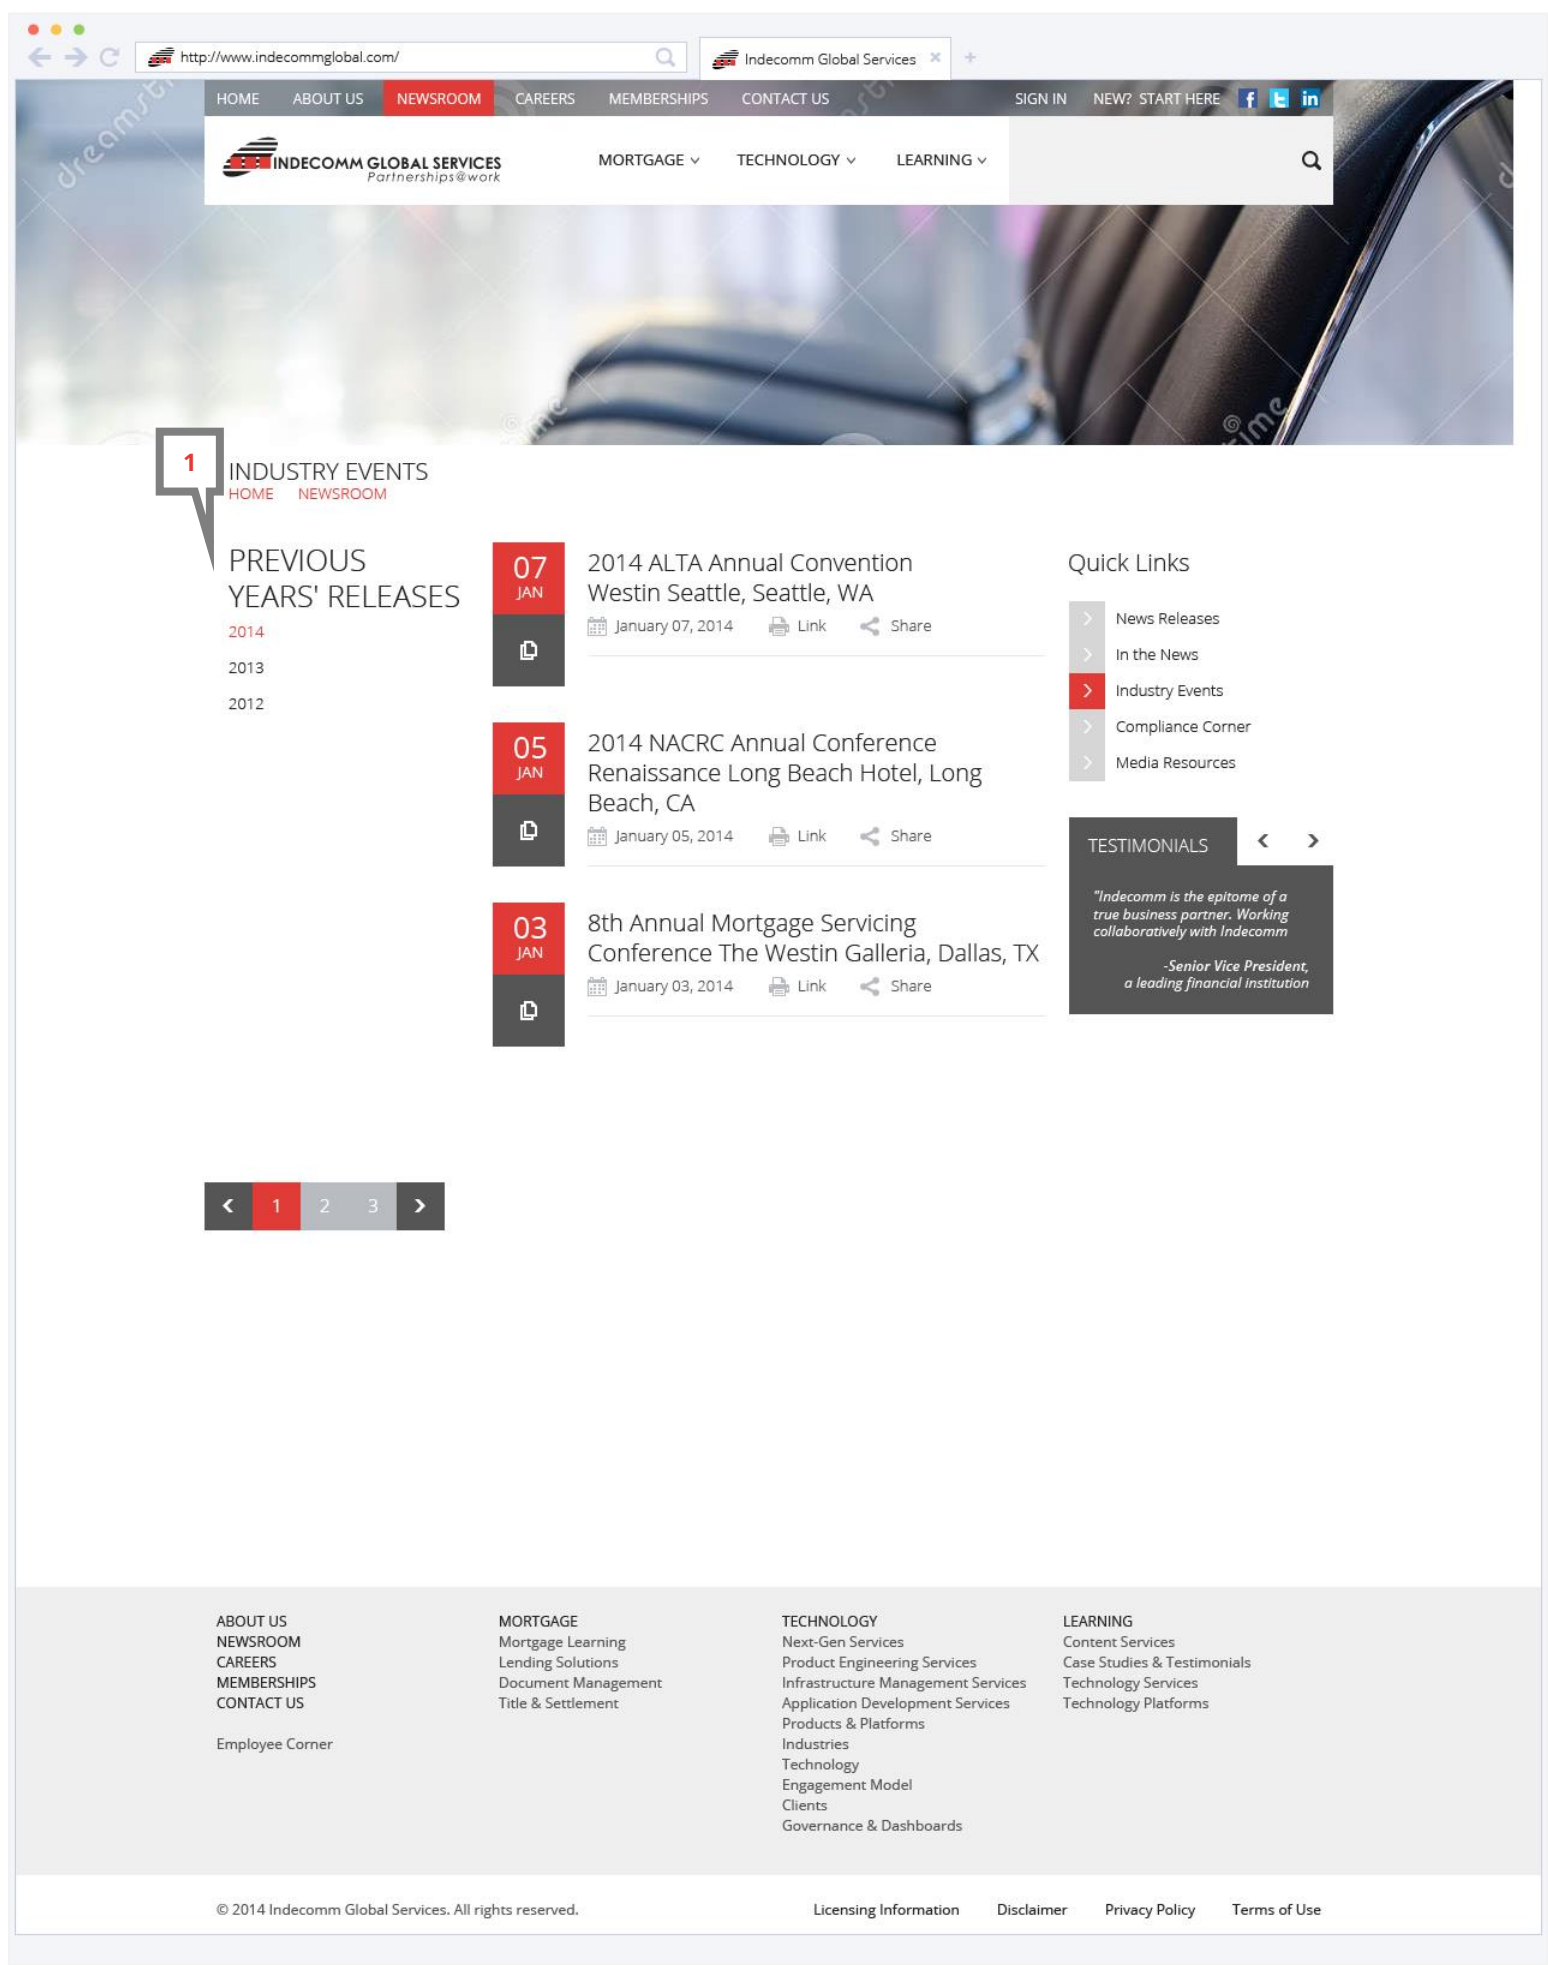 http://www.indecommglobal.com/
Indecomm Global Services
HOME ABOUT US NEWSROOM CAREERS MEMBERSHIPS CONTACT US SIGN IN NEW? START HERE
INDECOMM GLOBAL SERVICES
Partnerships@work
MORTGAGE TECHNOLOGY LEARNING
1
INDUSTRY EVENTS
HOME NEWSROOM
PREVIOUS
YEARS' RELEASES
2014
2013
2012
07
JAN
2014 ALTA Annual Convention
Westin Seattle, Seattle, WA
January 07, 2014 Link Share
05
JAN
2014 NACRC Annual Conference
Renaissance Long Beach Hotel, Long
Beach, CA
January 05, 2014 Link Share
03
JAN
8th Annual Mortgage Servicing
Conference The Westin Galleria, Dallas, TX
January 03, 2014 Link Share
Quick Links
News Releases
In the News
Industry Events
Compliance Corner
Media Resources
TESTIMONIALS
"Indecomm is the epitome of a
true business partner. Working
collaboratively with Indecomm
-Senior Vice President,
a leading financial institution
1 2 3
ABOUT US
NEWSROOM
CAREERS
MEMBERSHIPS
CONTACT US
Employee Corner
MORTGAGE
Mortgage Learning
Lending Solutions
Document Management
Title & Settlement
TECHNOLOGY
Next-Gen Services
Product Engineering Services
Infrastructure Management Services
Application Development Services
Products & Platforms
Industries
Technology
Engagement Model
Clients
Governance & Dashboards
LEARNING
Content Services
Case Studies & Testimonials
Technology Services
Technology Platforms
© 2014 Indecomm Global Services. All rights reserved.
Licensing Information Disclaimer Privacy Policy Terms of Use